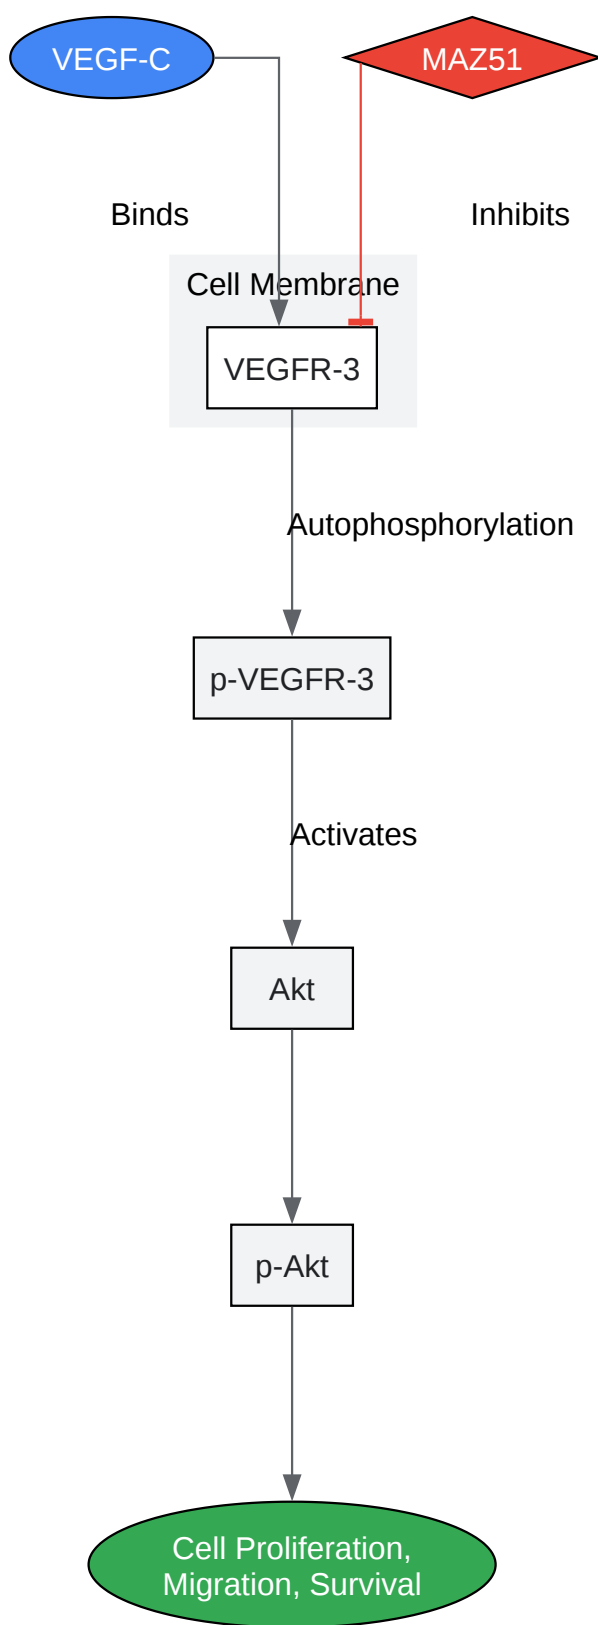 VEGF-C
MAZ51
Binds
Inhibits
Cell Membrane
VEGFR-3
Autophosphorylation
p-VEGFR-3
Activates
Akt
p-Akt
Cell Proliferation,
Migration, Survival